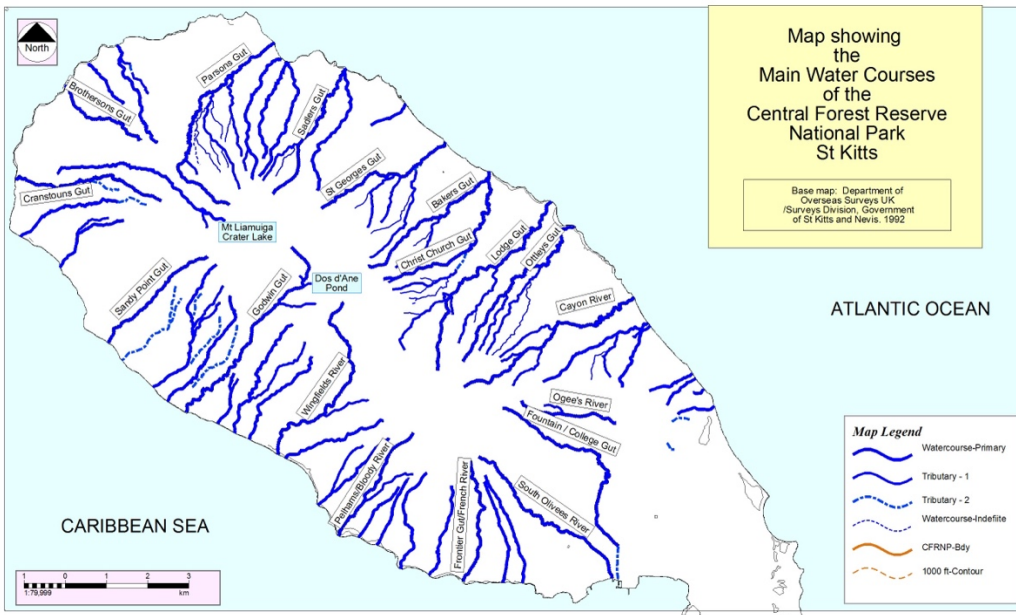 North
Map showing
the
Main Water Courses
of the
Central Forest Reserve
National Park
St Kitts
Base map: Department of
Overseas Surveys UK
/Surveys Division, Government
of St Kitts and Nevis. 1992
Parsons Gut
Brothersons Gut
Sadlers Gut
St Georges Gut
Cranstouns Gut
Bakers Gut
Mt Liamuiga
Crater Lake
Christ Church Gut
Lodge Gut
Ottleys Gut
Sandy Point Gut
Godwin Gut
Dos d'Ane
Pond
Cayon River
ATLANTIC OCEAN
Wingfields River
Ogee's River
Fountain / College Gut
Pelhams/Bloody River
Frontier Gut/French River
South Olivees River
CARIBBEAN SEA
Map Legend
Watercourse-Primary
Tributary - 1
Tributary - 2
Watercourse-Indefiite
CFRNP-Bdy
1000 ft-Contour
1 0 1 2 3
1:79,999 km